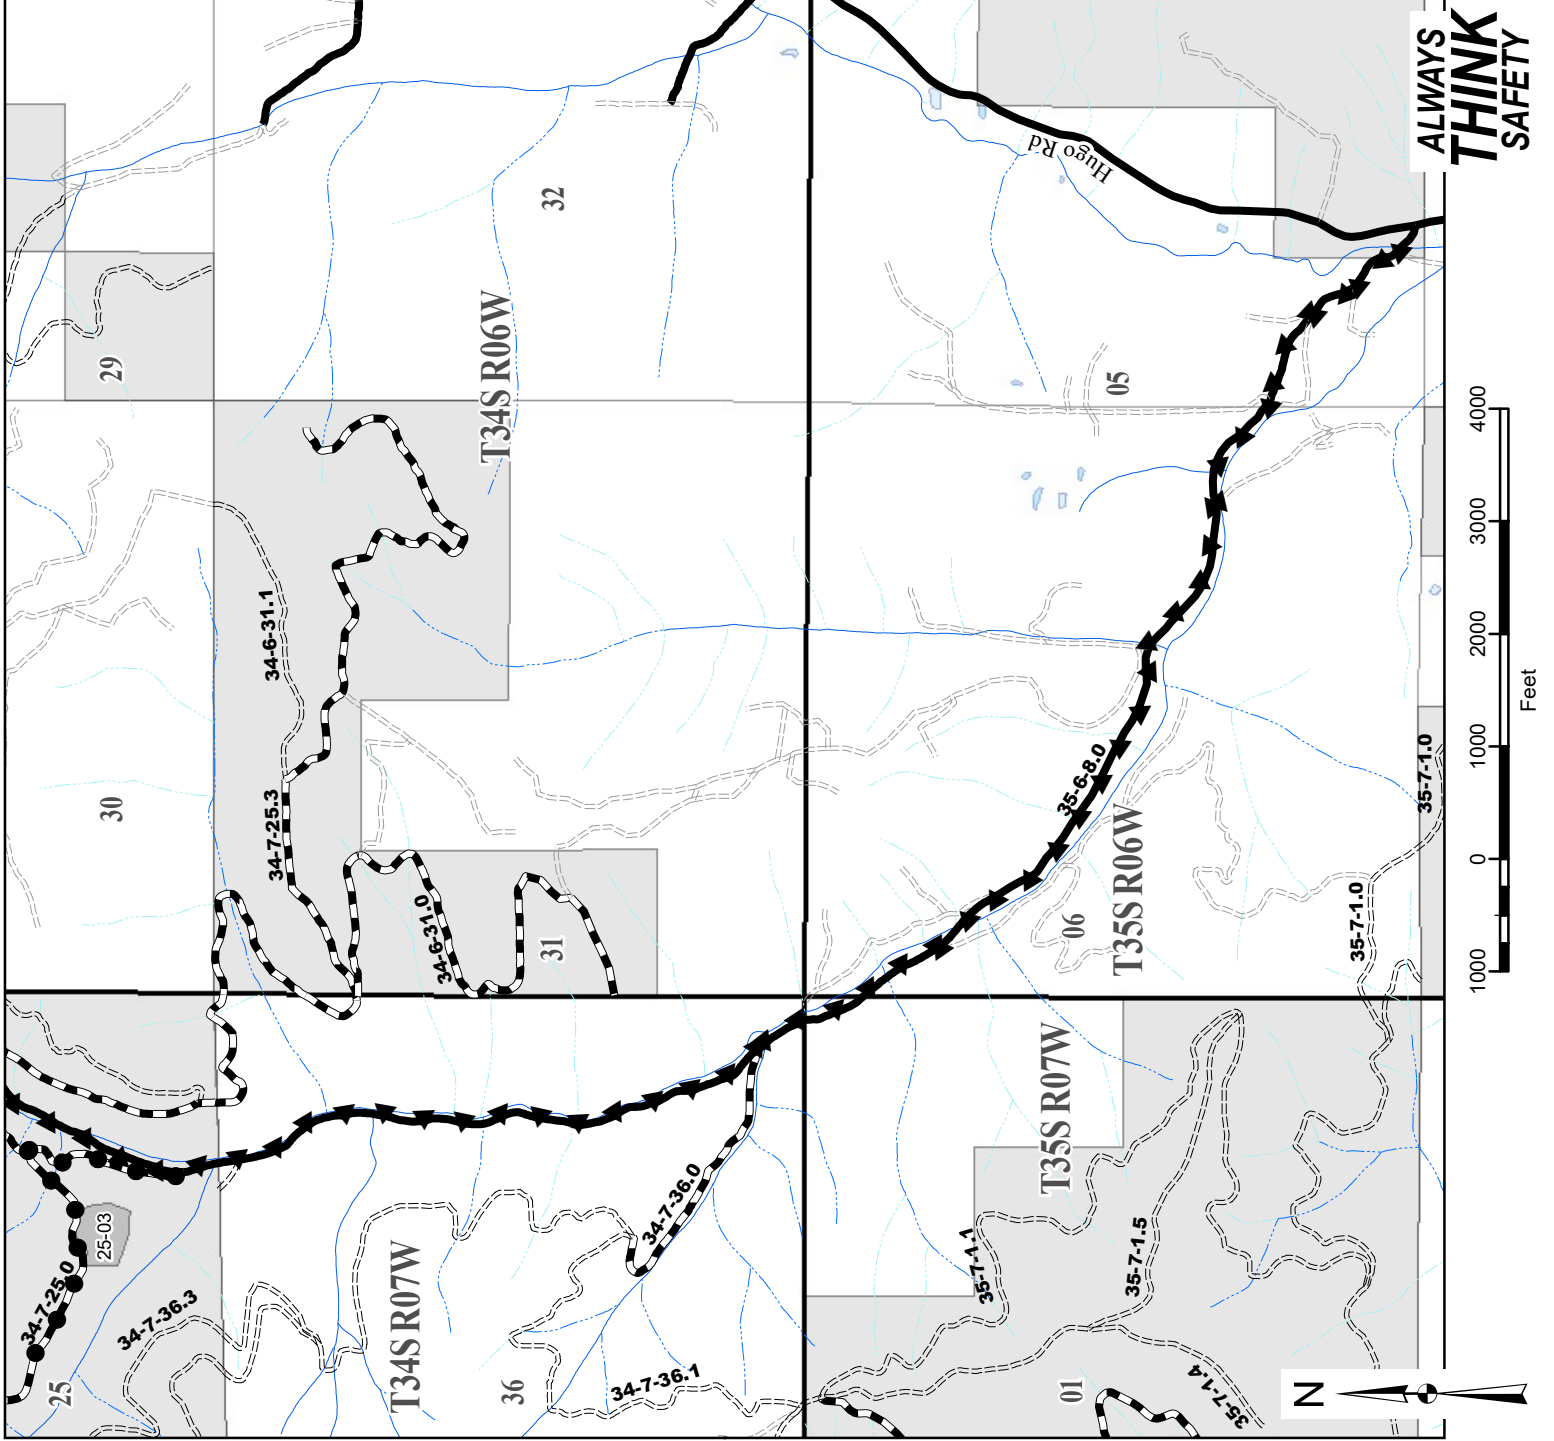 29
32
T34S R06W
30
34-6-31.1
34-7-25.3
34-6-31.0
31
25
34-7-25.0
25-03
34-7-36.3
T34S R07W
36
34-7-36.0
34-7-36.1
Hugo Rd
05
35-6-8.0
T35S R06W
06
35-7-1.0
35-7-1.0
T35S R07W
35-7-1.1
35-7-1.5
01
35-7-1.4
N
1000 0 1000 2000 3000 4000
Feet
ALWAYS
THINK
SAFETY